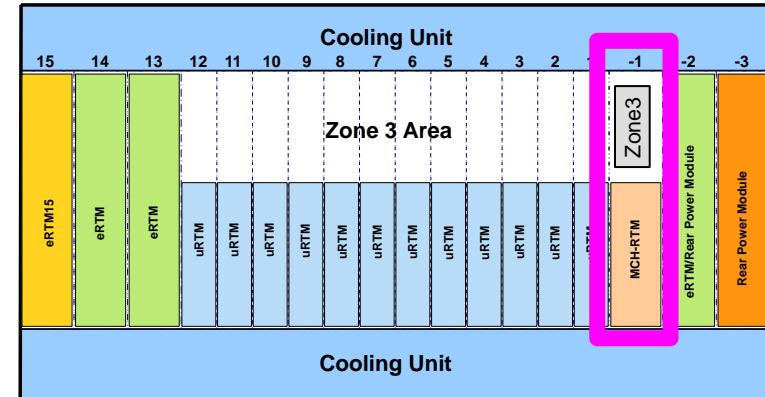 Cooling Unit
15 14 13 12 11 10 9 8 7 6 5 4 3 2 1 -1 -2 -3
Zone 3 Area
Zone3
eRTM15
eRTM
eRTM
uRTM
uRTM
uRTM
uRTM
uRTM
uRTM
uRTM
uRTM
uRTM
uRTM
uRTM
uRTM
MCH-RTM
eRTM/Rear Power Module
Rear Power Module
Cooling Unit